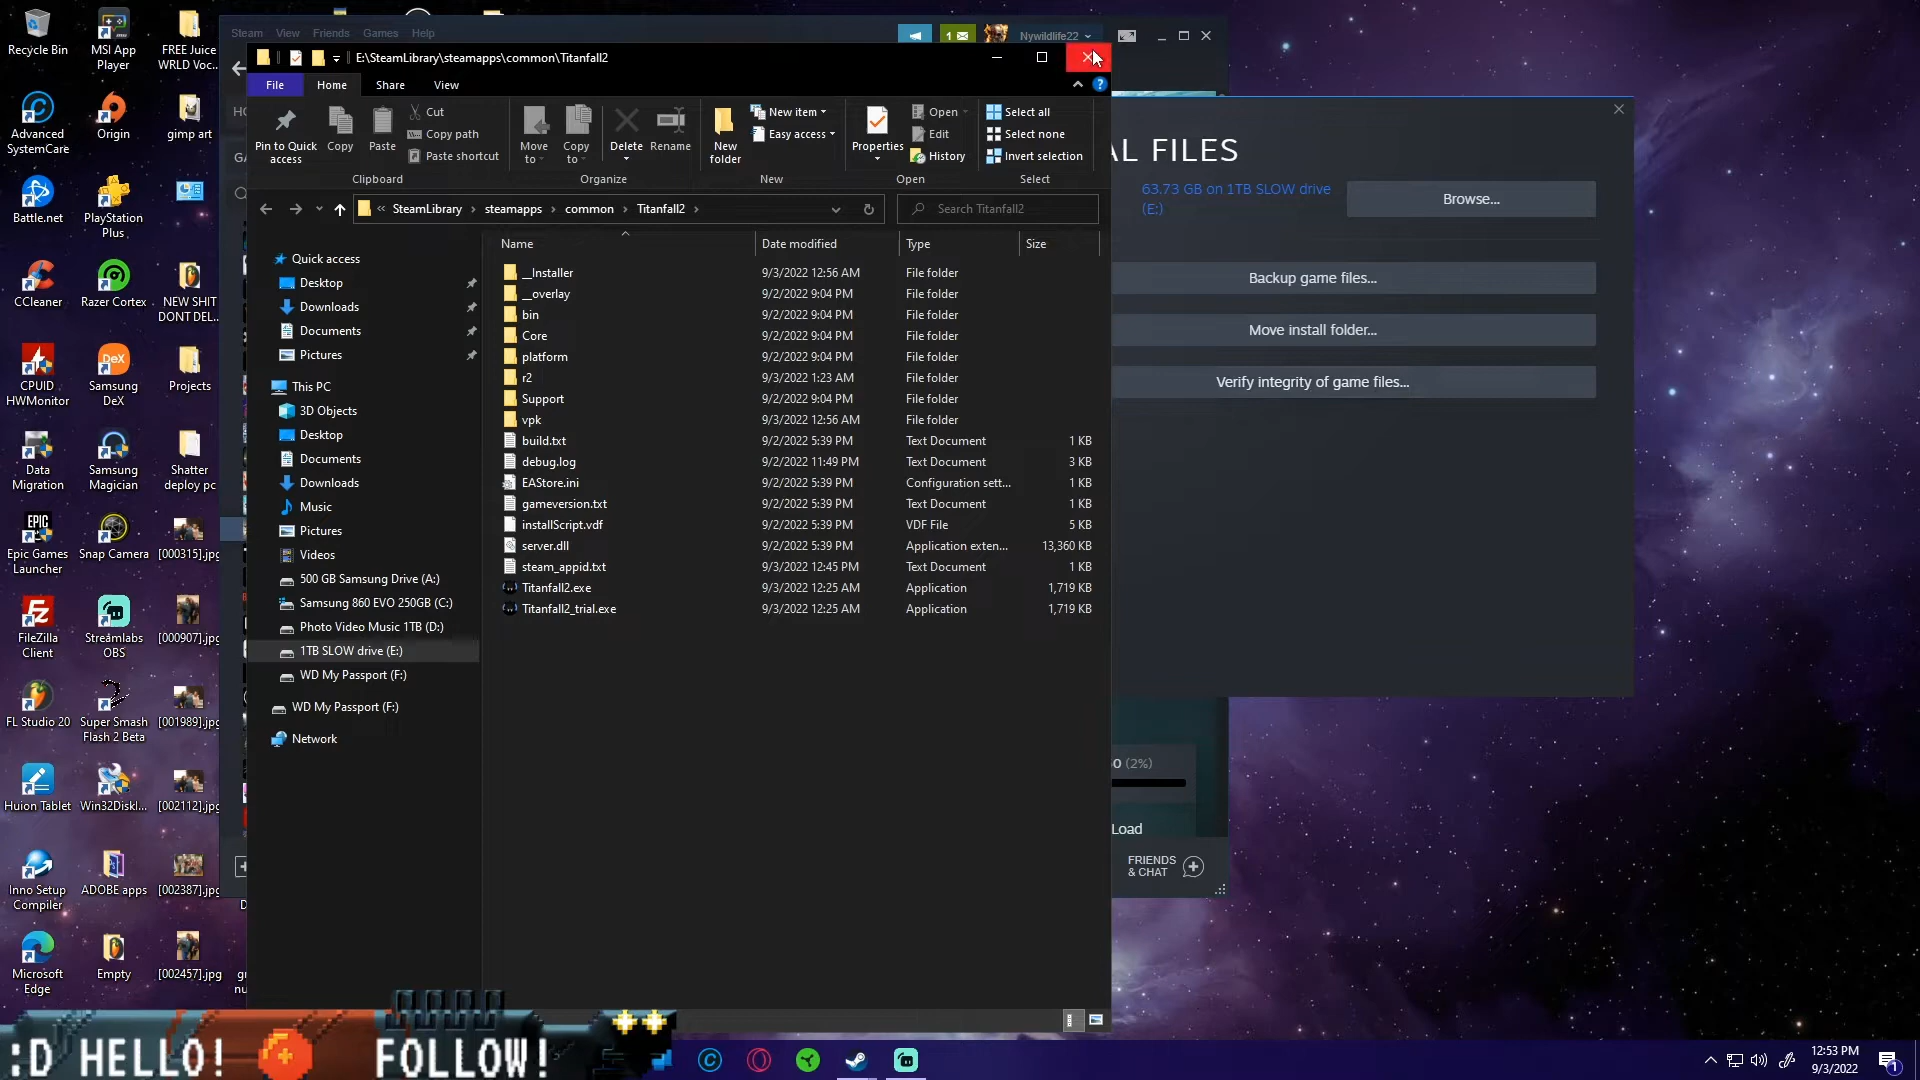 Recycle Bin
MSI App Player
FREE Juice WRLD Voc...
Advanced SystemCare
Origin
gimp art
Battle.net
PlayStation Plus
CCleaner
Razer Cortex
NEW SHIT DONT DEL...
CPUID HWMonitor
Samsung DeX
Projects
Data Migration
Samsung Magician
Shatter deploy pc
Epic Games Launcher
Snap Camera
[000315].jpg
FileZilla Client
Streamlabs OBS
[000907].jpg
FL Studio 20
Super Smash Flash 2 Beta
[001989].jpg
Huion Tablet
Win32DiskI...
[002112].jpg
Inno Setup Compiler
ADOBE apps
[002387].jpg
Microsoft Edge
Empty
[002457].jpg
Steam View Friends Games Help
1
Nywildlife22
E:\SteamLibrary\steamapps\common\Titanfall2
File Home Share View
Pin to Quick access
Copy
Paste
Cut
Copy path
Paste shortcut
Clipboard
Move to
Copy to
Delete
Rename
Organize
New folder
New item
Easy access
New
Properties
Open
Edit
History
Open
Select all
Select none
Invert selection
Select
« SteamLibrary > steamapps > common > Titanfall2 >
Search Titanfall2
Quick access
Desktop
Downloads
Documents
Pictures
This PC
3D Objects
Desktop
Documents
Downloads
Music
Pictures
Videos
500 GB Samsung Drive (A:)
Samsung 860 EVO 250GB (C:)
Photo Video Music 1TB (D:)
1TB SLOW drive (E:)
WD My Passport (F:)
WD My Passport (F:)
Network
Name Date modified Type Size
__Installer 9/3/2022 12:56 AM File folder
__overlay 9/2/2022 9:04 PM File folder
bin 9/2/2022 9:04 PM File folder
Core 9/2/2022 9:04 PM File folder
platform 9/2/2022 9:04 PM File folder
r2 9/3/2022 1:23 AM File folder
Support 9/2/2022 9:04 PM File folder
vpk 9/3/2022 12:56 AM File folder
build.txt 9/2/2022 5:39 PM Text Document 1 KB
debug.log 9/2/2022 11:49 PM Text Document 3 KB
EAStore.ini 9/2/2022 5:39 PM Configuration sett... 1 KB
gameversion.txt 9/2/2022 5:39 PM Text Document 1 KB
installScript.vdf 9/2/2022 5:39 PM VDF File 5 KB
server.dll 9/2/2022 5:39 PM Application exten... 13,360 KB
steam_appid.txt 9/3/2022 12:45 PM Text Document 1 KB
Titanfall2.exe 9/3/2022 12:25 AM Application 1,719 KB
Titanfall2_trial.exe 9/3/2022 12:25 AM Application 1,719 KB
AL FILES
63.73 GB on 1TB SLOW drive
(E:)
Browse...
Backup game files...
Move install folder...
Verify integrity of game files...
(2%)
Load
FRIENDS
& CHAT
:D HELLO! FOLLOW!
12:53 PM
9/3/2022
1